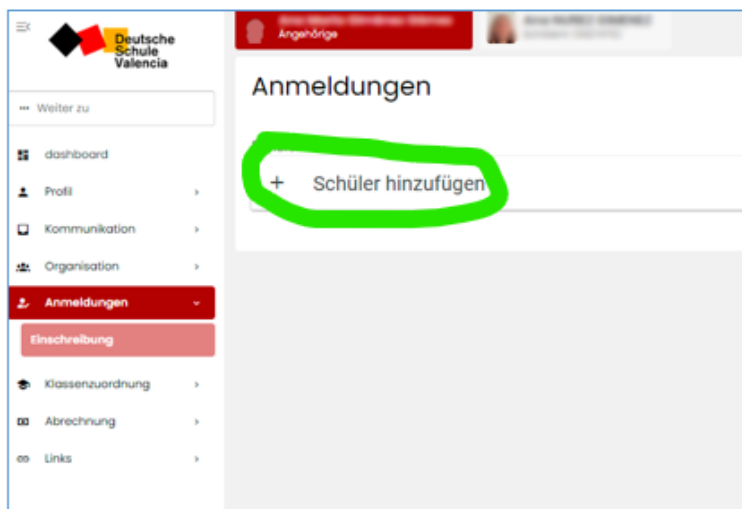 Deutsche
Schule
Valencia
Angehörige
Anmeldungen
Weiter zu
dashboard
Profil
Kommunikation
Organisation
Anmeldungen
Einschreibung
Klassenzuordnung
Abrechnung
Links
+ Schüler hinzufügen